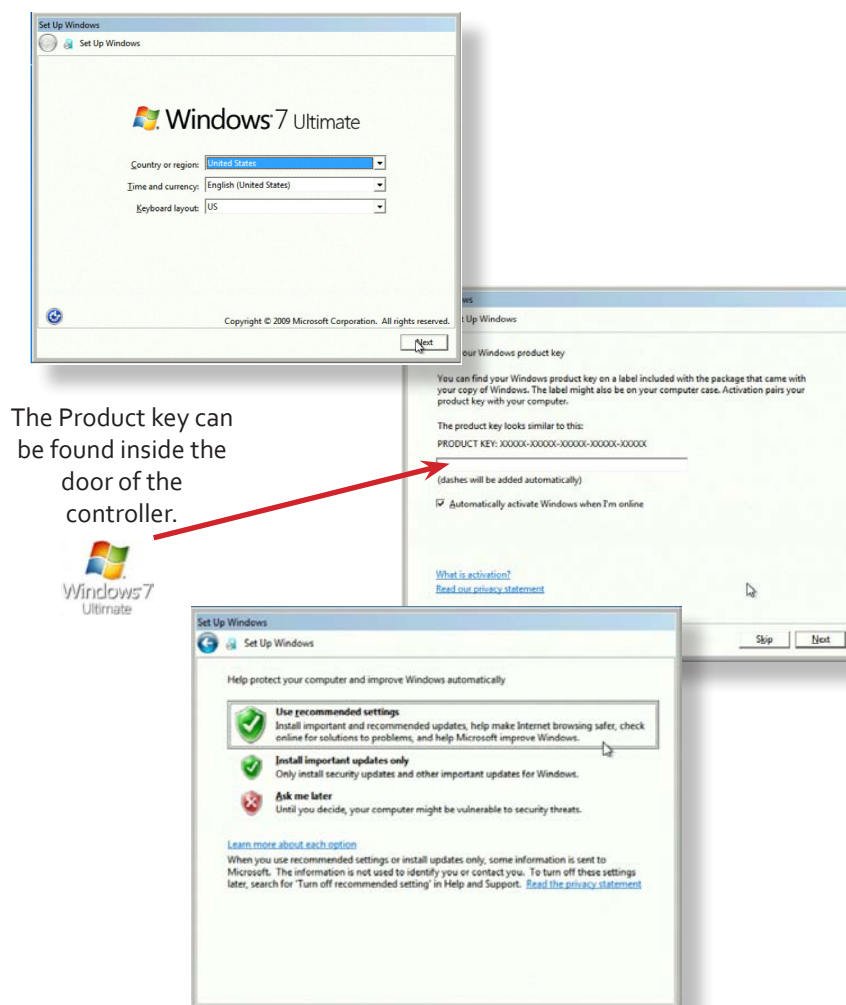 Set Up Windows
Set Up Windows
Windows 7 Ultimate
Country or region: United States
Time and currency: English (United States)
Keyboard layout: US
Copyright © 2009 Microsoft Corporation. All rights reserved.
Next
Up Windows
our Windows product key
You can find your Windows product key on a label included with the package that came with
your copy of Windows. The label might also be on your computer case. Activation pairs your
product key with your computer.
The product key looks similar to this:
PRODUCT KEY: XXXXX-XXXXX-XXXXX-XXXXX-XXXXX
(dashes will be added automatically)
Automatically activate Windows when I'm online
What is activation?
Read our privacy statement
Skip Next
The Product key can
be found inside the
door of the
controller.
Windows 7
Ultimate
Set Up Windows
Set Up Windows
Help protect your computer and improve Windows automatically
Use recommended settings
Install important and recommended updates, help make Internet browsing safer, check
online for solutions to problems, and help Microsoft improve Windows.
Install important updates only
Only install security updates and other important updates for Windows.
Ask me later
Until you decide, your computer might be vulnerable to security threats.
Learn more about each option
When you use recommended settings or install updates only, some information is sent to
Microsoft. The information is not used to identify you or contact you. To turn off these settings
later, search for 'Turn off recommended setting' in Help and Support. Read the privacy statement